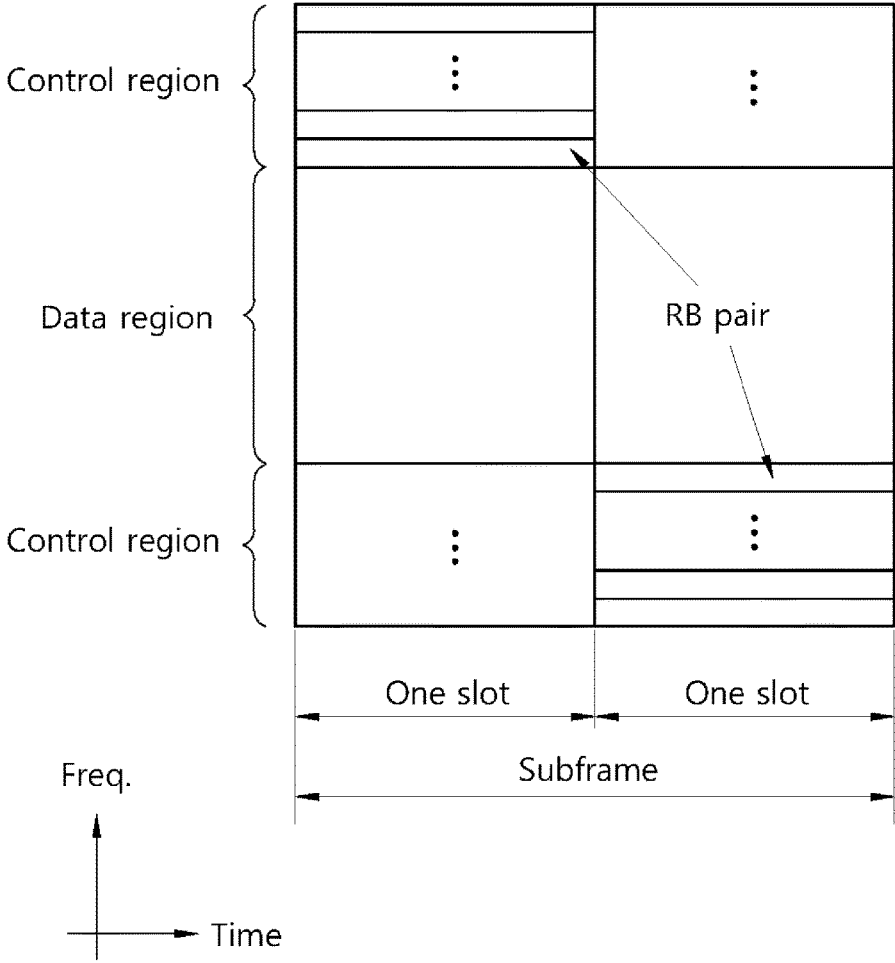 Control region
Data region
RB pair
Control region
One slot
One slot
Subframe
Freq.
Time